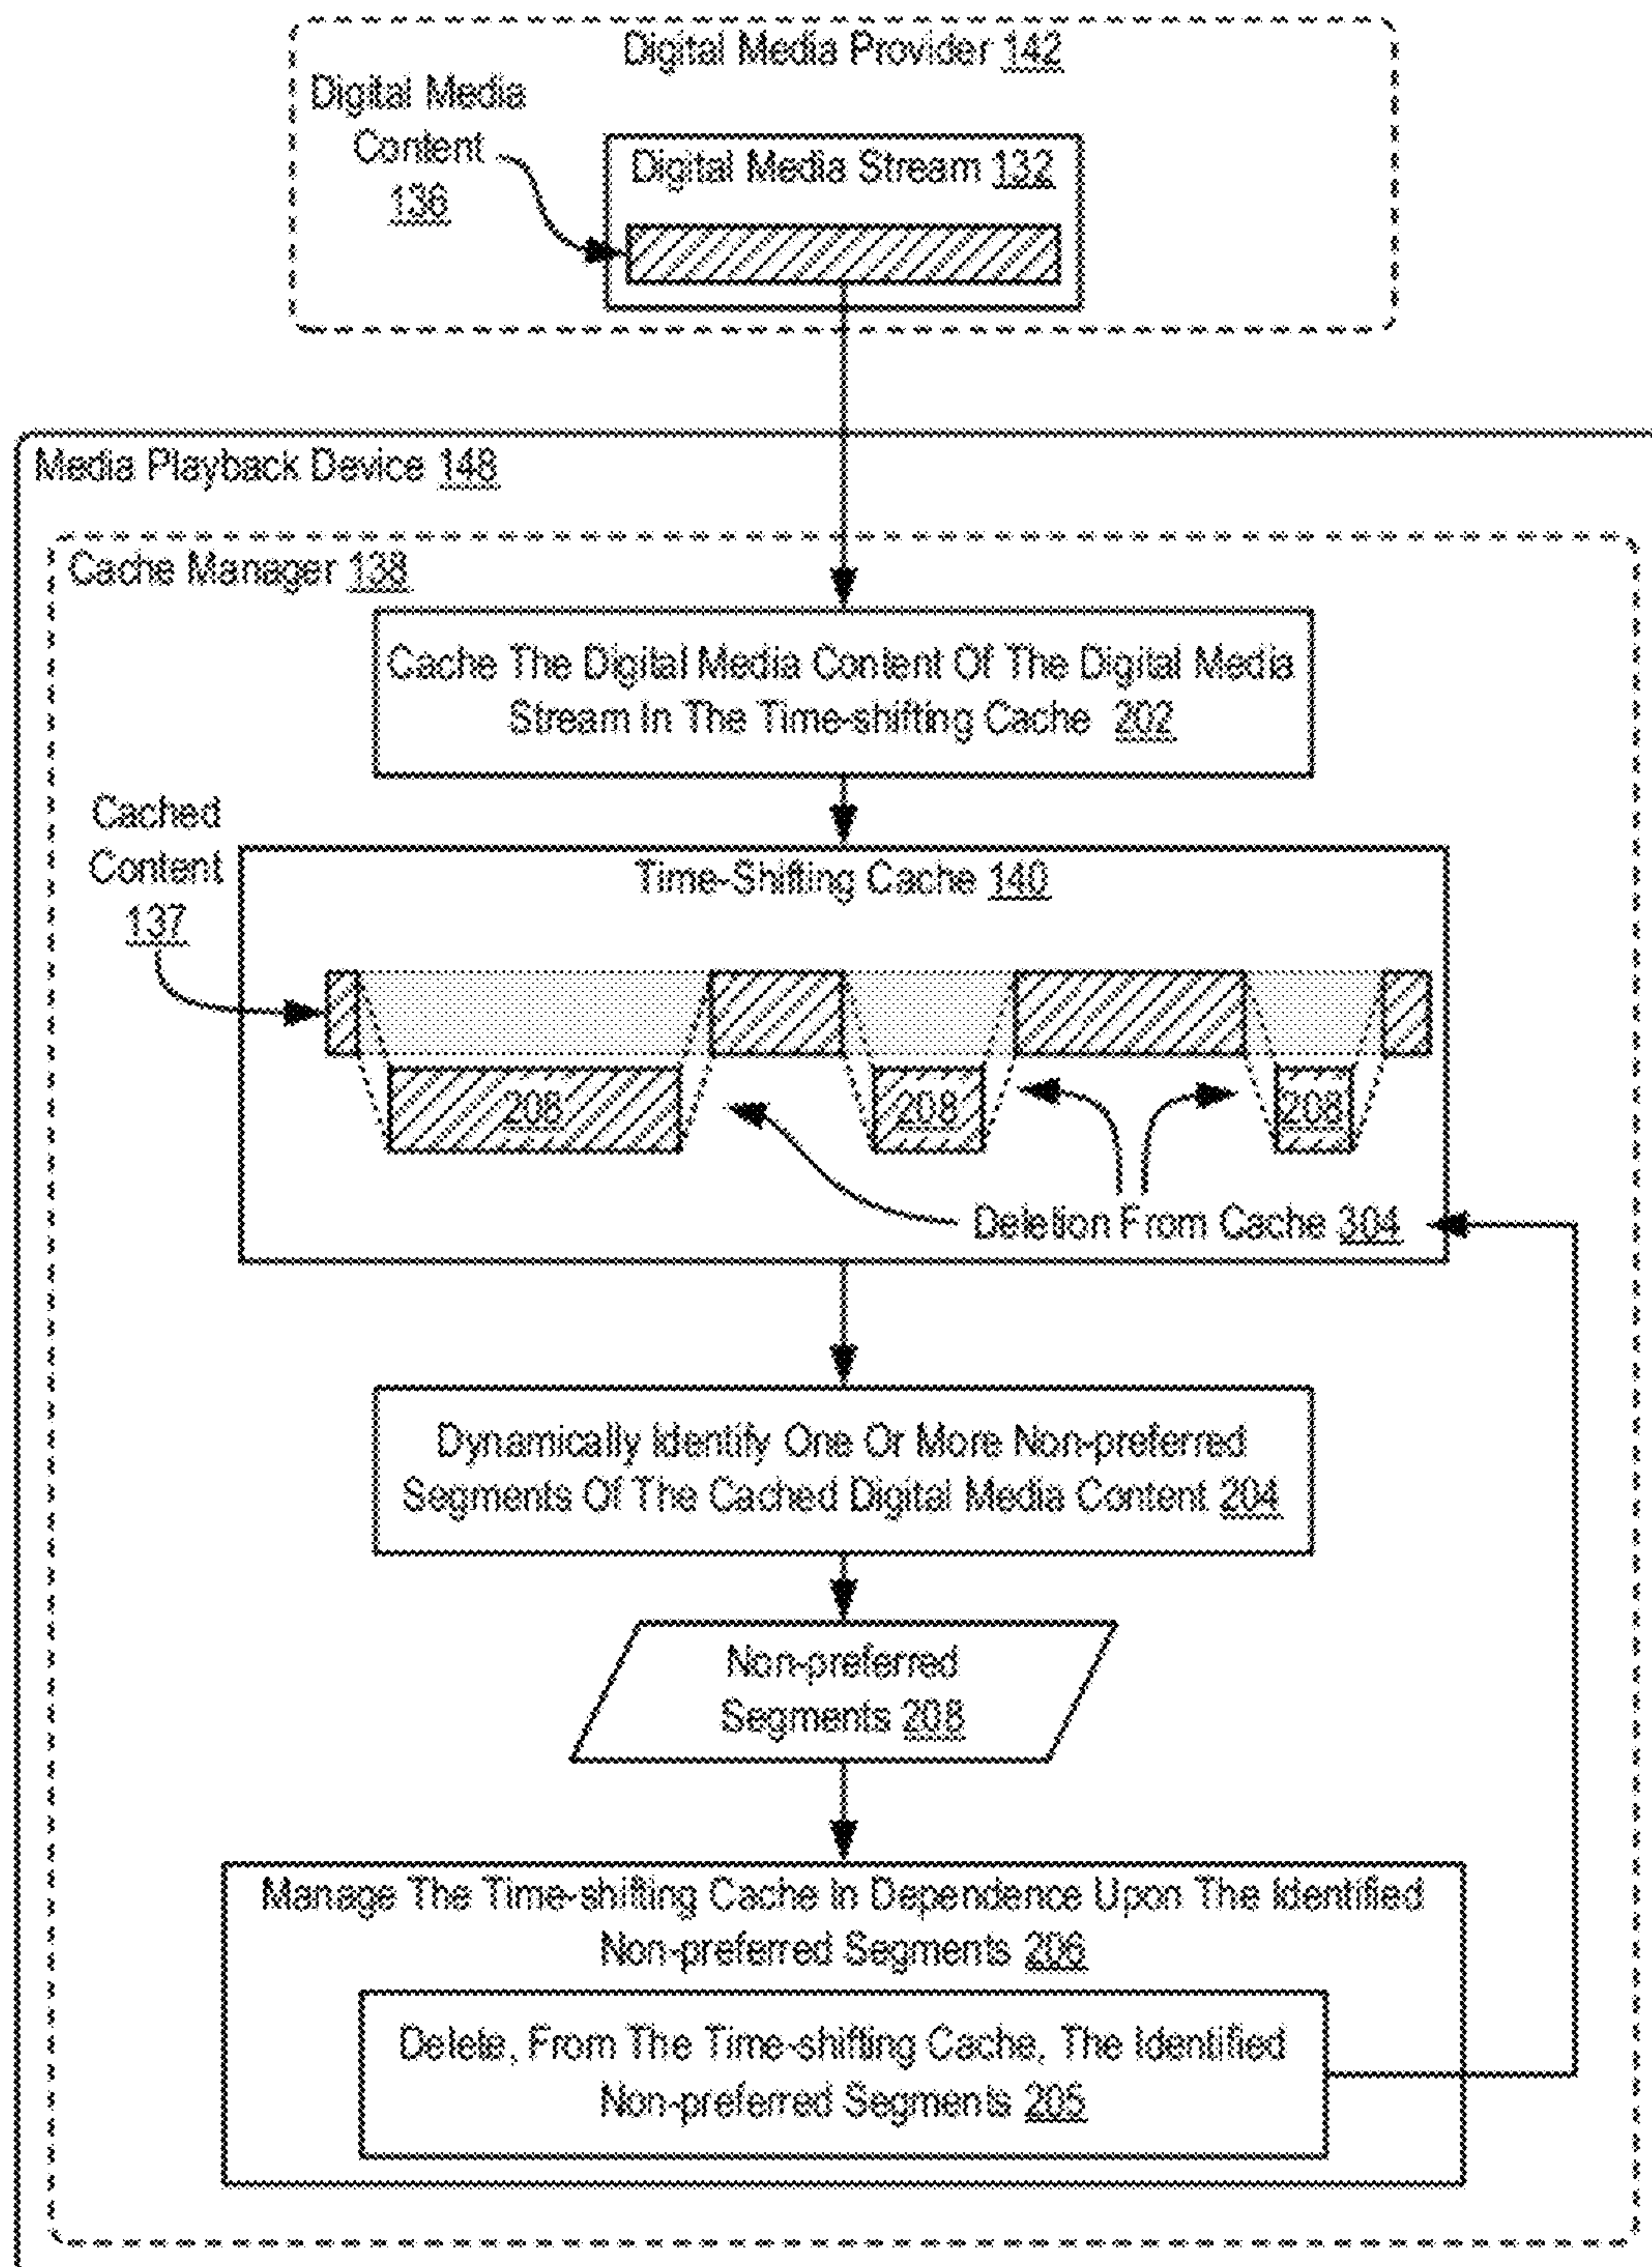 Digital Media Provider 142
Digital Media
Content
136
Digital Media Stream 132
Media Playback Device 148
Cache Manager 138
Cache The Digital Media Content Of The Digital Media
Stream In The Time-shifting Cache 202
Cached
Content
137
Time-Shifting Cache 140
208
208
208
Deletion From Cache 304
Dynamically Identify One Or More Non-preferred
Segments Of The Cached Digital Media Content 204
Non-preferred
Segments 208
Manage The Time-shifting Cache In Dependence Upon The Identified
Non-preferred Segments 206
Delete, From The Time-shifting Cache, The Identified
Non-preferred Segments 205